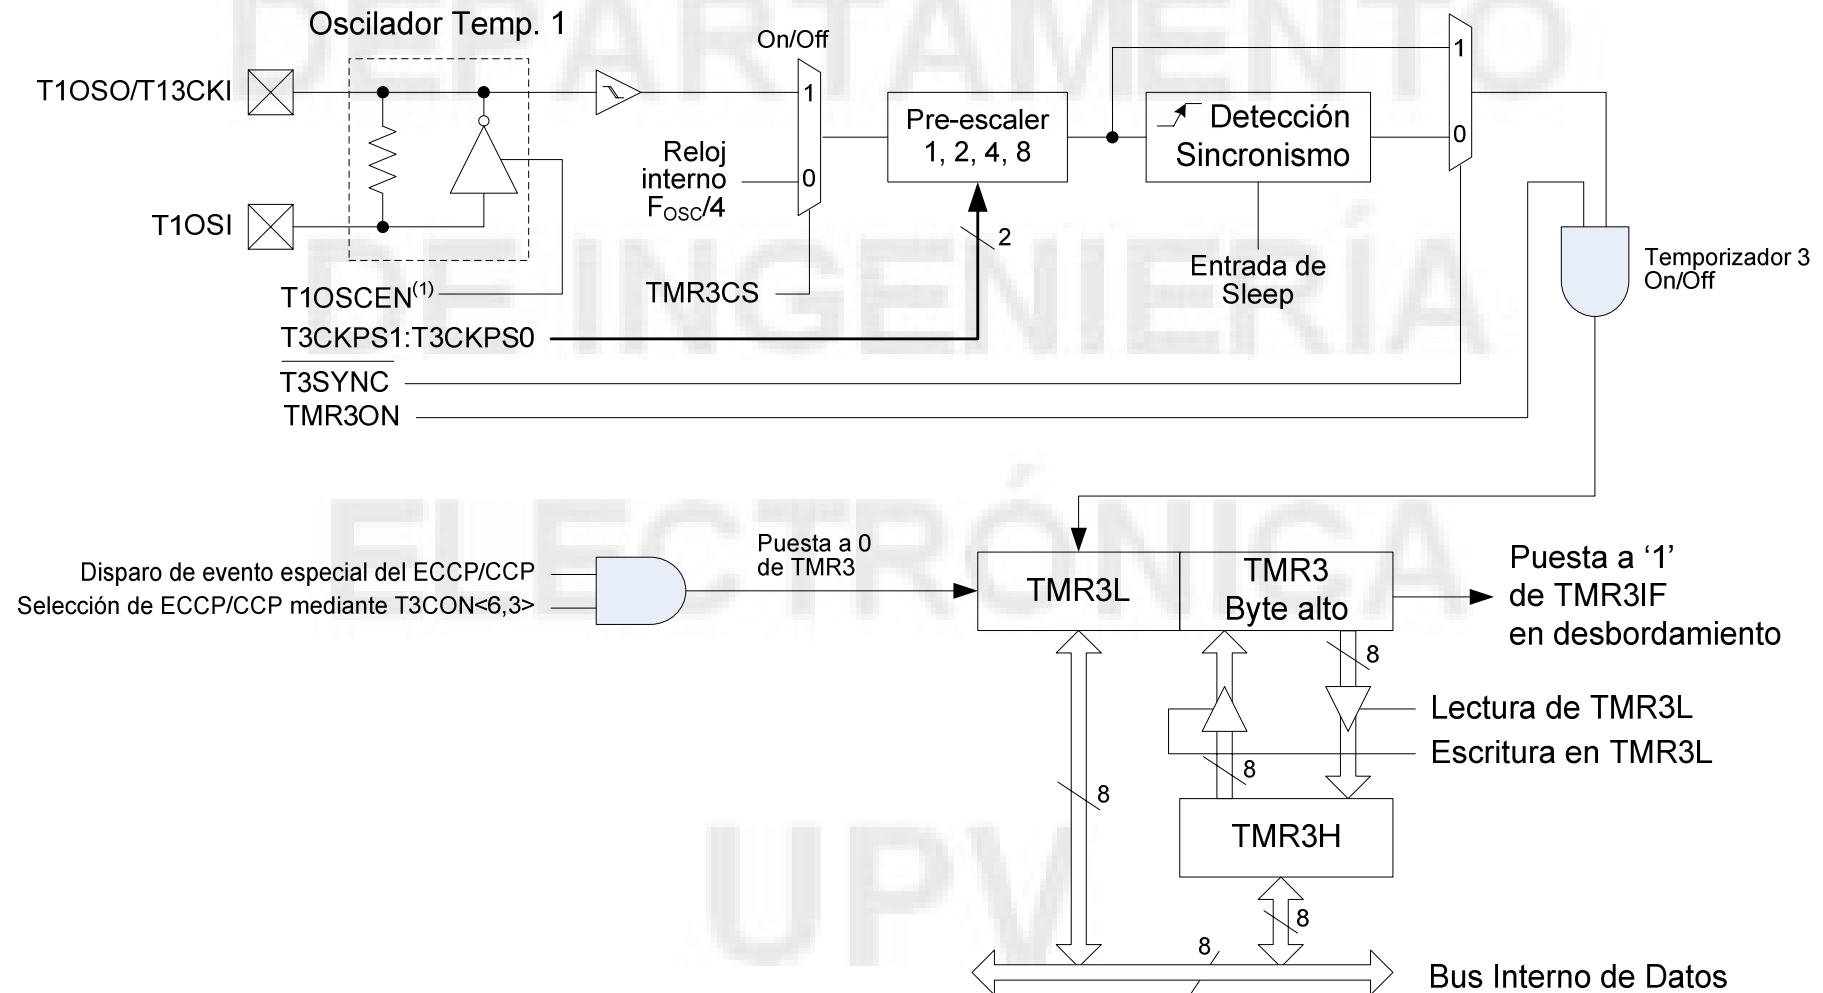 DEPARTAMENTO
DE INGENIERÍA
ELECTRÓNICA
UPV
Oscilador Temp. 1
T1OSO/T13CKI
T1OSI
On/Off
1
0
Reloj
interno
FOSC/4
TMR3CS
Pre-escaler
1, 2, 4, 8
2
Detección
Sincronismo
Entrada de
Sleep
1
0
Temporizador 3
On/Off
T1OSCEN(1)
T3CKPS1:T3CKPS0
T3SYNC
TMR3ON
Disparo de evento especial del ECCP/CCP
Selección de ECCP/CCP mediante T3CON<6,3>
Puesta a 0
de TMR3
TMR3L
TMR3
Byte alto
Puesta a ‘1’
de TMR3IF
en desbordamiento
8
Lectura de TMR3L
Escritura en TMR3L
8
8
TMR3H
8
8
Bus Interno de Datos